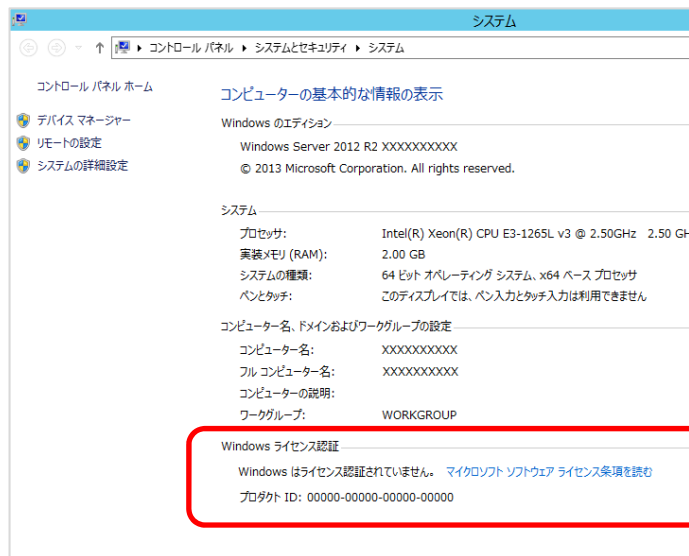 システム
コントロール パネル ▸ システムとセキュリティ ▸ システム
コントロール パネル ホーム
デバイス マネージャー
リモートの設定
システムの詳細設定
コンピューターの基本的な情報の表示
Windows のエディション
Windows Server 2012 R2 XXXXXXXXXX
© 2013 Microsoft Corporation. All rights reserved.
システム
プロセッサ: Intel(R) Xeon(R) CPU E3-1265L v3 @ 2.50GHz 2.50 GH
実装メモリ (RAM): 2.00 GB
システムの種類: 64 ビット オペレーティング システム、x64 ベース プロセッサ
ペンとタッチ: このディスプレイでは、ペン入力とタッチ入力は利用できません
コンピューター名、ドメインおよびワークグループの設定
コンピューター名: XXXXXXXXXX
フル コンピューター名: XXXXXXXXXX
コンピューターの説明:
ワークグループ: WORKGROUP
Windows ライセンス認証
Windows はライセンス認証されていません。 マイクロソフト ソフトウェア ライセンス条項を読む
プロダクト ID: 00000-00000-00000-00000